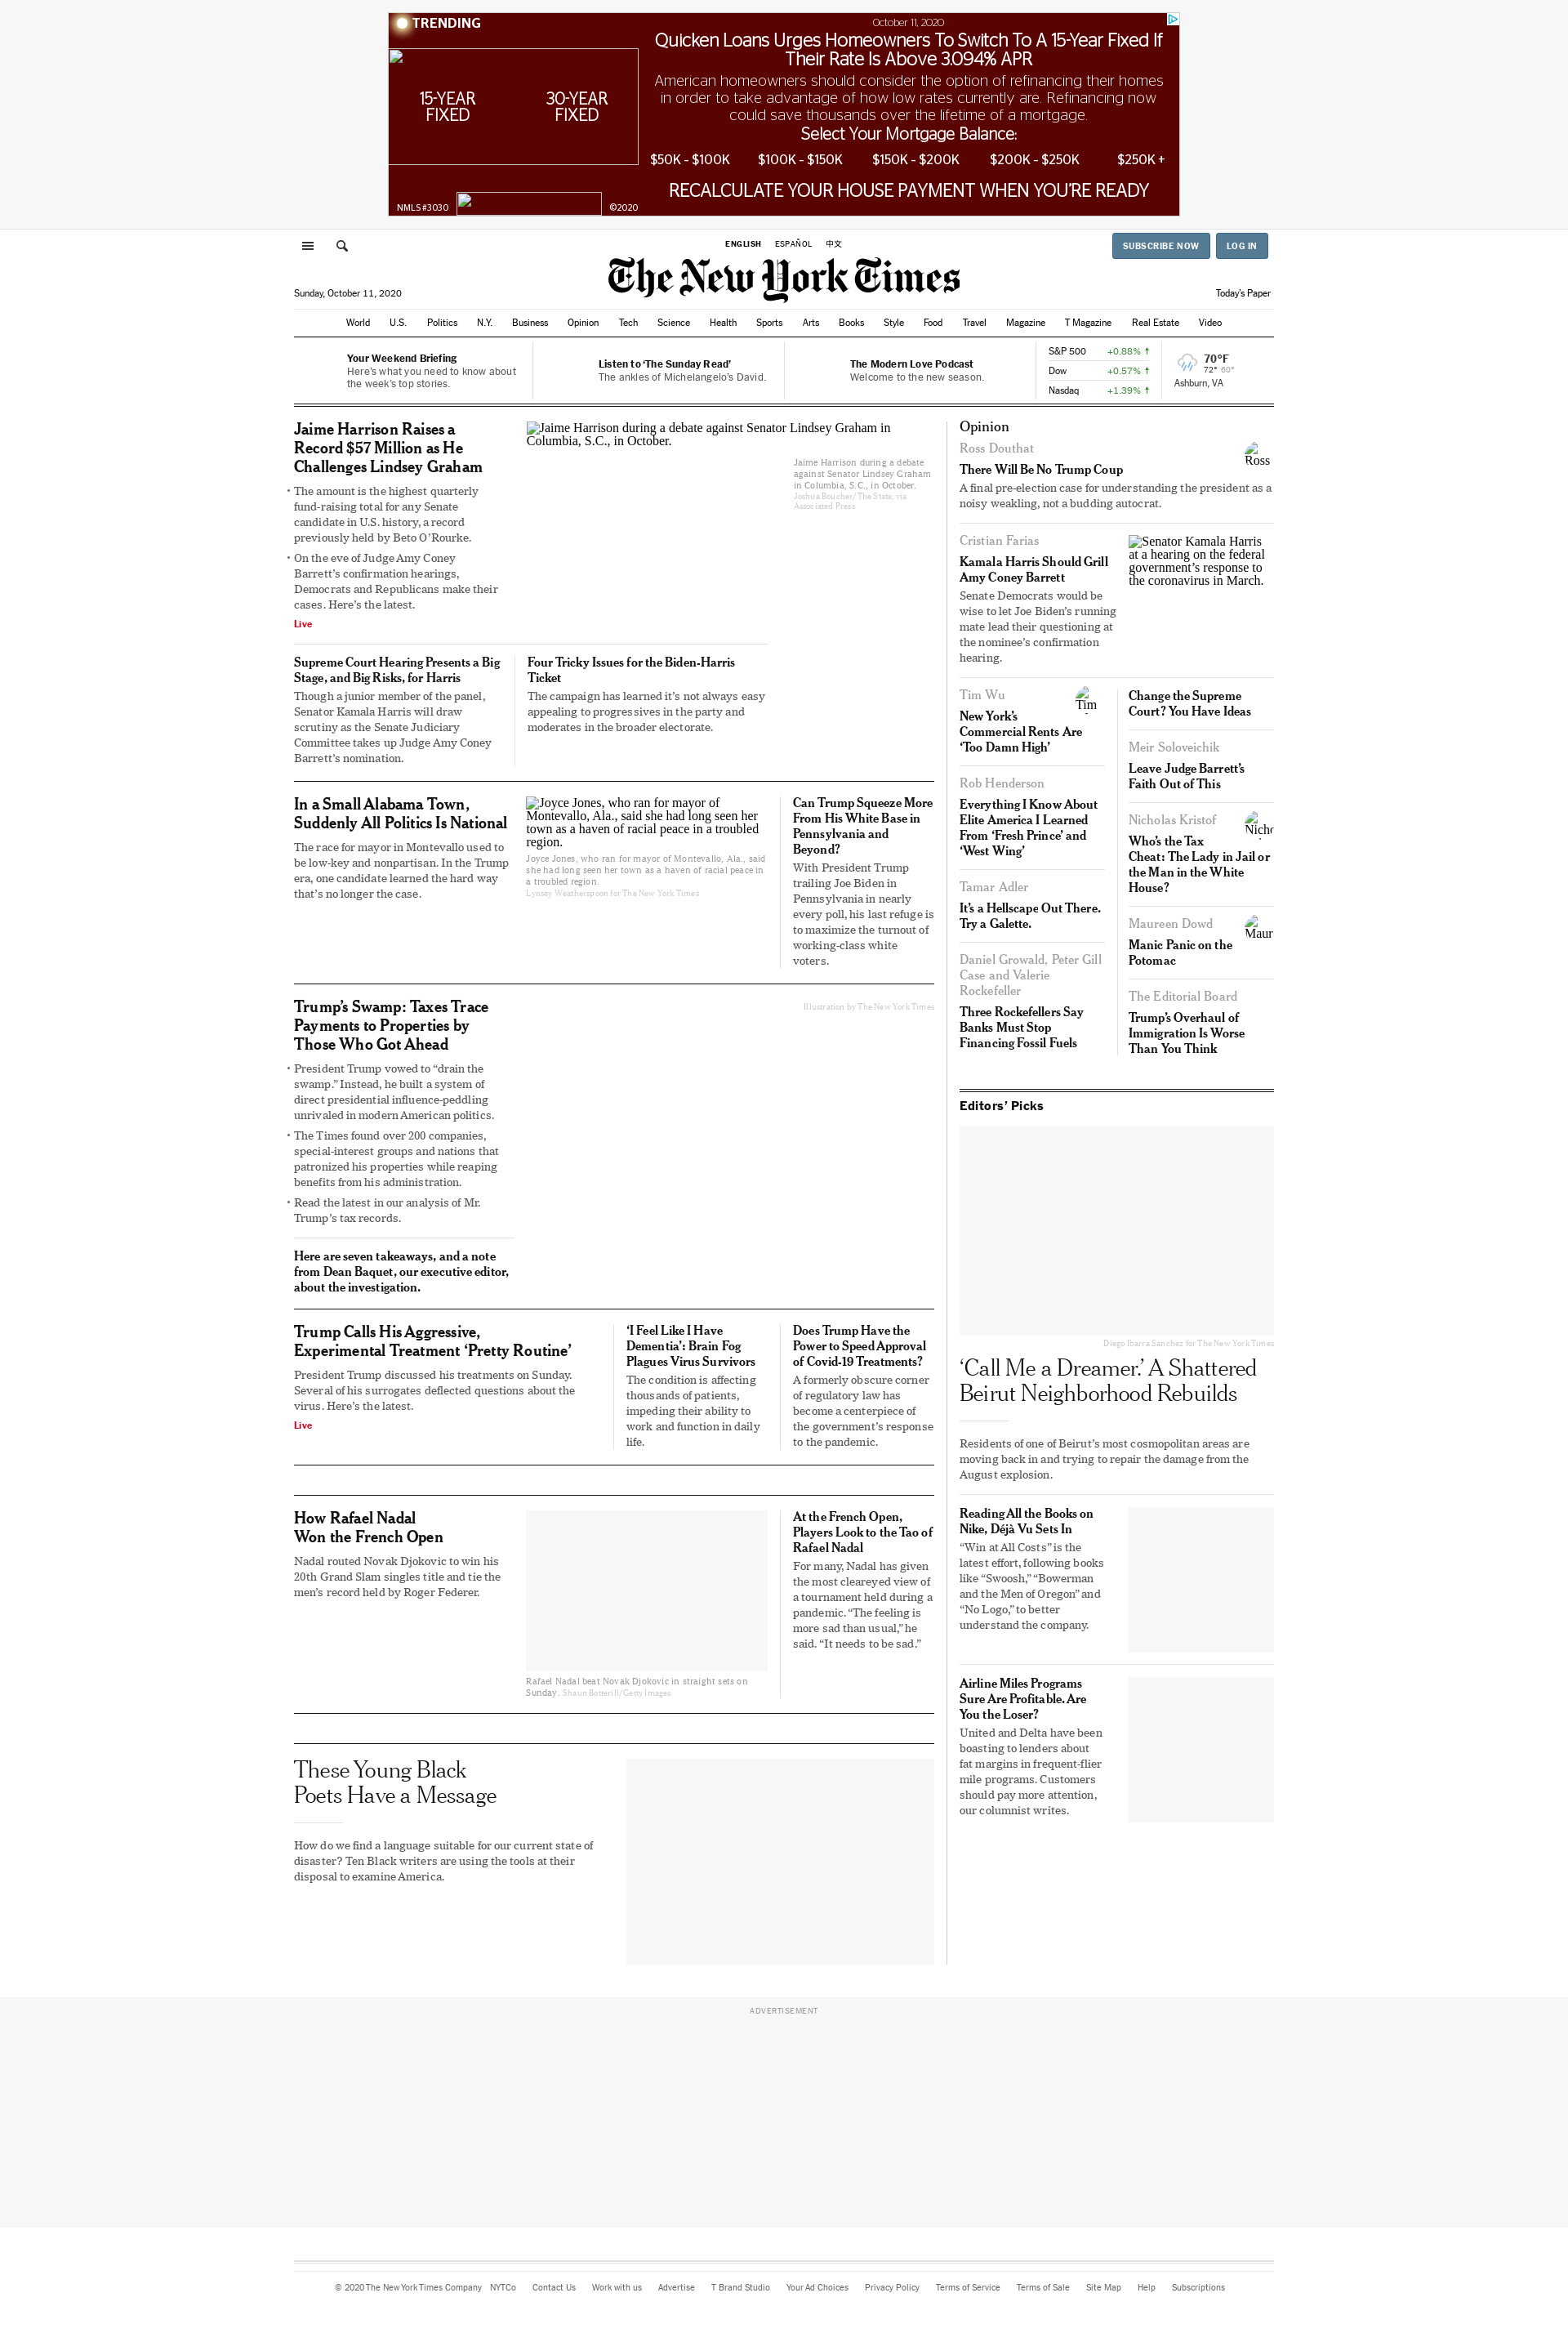 TRENDING
October 11, 2020
Quicken Loans Urges Homeowners To Switch To A 15-Year Fixed If
Their Rate Is Above 3.094% APR
American homeowners should consider the option of refinancing their homes
in order to take advantage of how low rates currently are. Refinancing now
could save thousands over the lifetime of a mortgage.
Select Your Mortgage Balance:
15-YEAR
FIXED
30-YEAR
FIXED
$50K - $100K $100K - $150K $150K - $200K $200K - $250K $250K +
RECALCULATE YOUR HOUSE PAYMENT WHEN YOU'RE READY
NMLS #3030 ©2020
ENGLISH ESPAÑOL 中文
SUBSCRIBE NOW LOG IN
The New York Times
Sunday, October 11, 2020
Today's Paper
World U.S. Politics N.Y. Business Opinion Tech Science Health Sports Arts Books Style Food Travel Magazine T Magazine Real Estate Video
Your Weekend Briefing
Here's what you need to know about
the week's top stories.
Listen to 'The Sunday Read'
The ankles of Michelangelo's David.
The Modern Love Podcast
Welcome to the new season.
S&P 500 +0.88% ↑
Dow +0.57% ↑
Nasdaq +1.39% ↑
70°F
72° 60°
Ashburn, VA
Jaime Harrison Raises a
Record $57 Million as He
Challenges Lindsey Graham
• The amount is the highest quarterly
fund-raising total for any Senate
candidate in U.S. history, a record
previously held by Beto O'Rourke.
• On the eve of Judge Amy Coney
Barrett's confirmation hearings,
Democrats and Republicans make their
cases. Here's the latest.
Live
Jaime Harrison during a debate against Senator Lindsey Graham in
Columbia, S.C., in October.
Jaime Harrison during a debate
against Senator Lindsey Graham
in Columbia, S.C., in October.
Joshua Boucher/The State, via
Associated Press
Supreme Court Hearing Presents a Big
Stage, and Big Risks, for Harris
Though a junior member of the panel,
Senator Kamala Harris will draw
scrutiny as the Senate Judiciary
Committee takes up Judge Amy Coney
Barrett's nomination.
Four Tricky Issues for the Biden-Harris
Ticket
The campaign has learned it's not always easy
appealing to progressives in the party and
moderates in the broader electorate.
In a Small Alabama Town,
Suddenly All Politics Is National
The race for mayor in Montevallo used to
be low-key and nonpartisan. In the Trump
era, one candidate learned the hard way
that's no longer the case.
Joyce Jones, who ran for mayor of
Montevallo, Ala., said she had long seen her
town as a haven of racial peace in a troubled
region.
Joyce Jones, who ran for mayor of Montevallo, Ala., said
she had long seen her town as a haven of racial peace in
a troubled region.
Lynsey Weatherspoon for The New York Times
Can Trump Squeeze More
From His White Base in
Pennsylvania and
Beyond?
With President Trump
trailing Joe Biden in
Pennsylvania in nearly
every poll, his last refuge is
to maximize the turnout of
working-class white
voters.
Trump's Swamp: Taxes Trace
Payments to Properties by
Those Who Got Ahead
• President Trump vowed to “drain the
swamp.” Instead, he built a system of
direct presidential influence-peddling
unrivaled in modern American politics.
• The Times found over 200 companies,
special-interest groups and nations that
patronized his properties while reaping
benefits from his administration.
• Read the latest in our analysis of Mr.
Trump's tax records.
Here are seven takeaways, and a note
from Dean Baquet, our executive editor,
about the investigation.
Illustration by The New York Times
Trump Calls His Aggressive,
Experimental Treatment ‘Pretty Routine’
President Trump discussed his treatments on Sunday.
Several of his surrogates deflected questions about the
virus. Here's the latest.
Live
‘I Feel Like I Have
Dementia’: Brain Fog
Plagues Virus Survivors
The condition is affecting
thousands of patients,
impeding their ability to
work and function in daily
life.
Does Trump Have the
Power to Speed Approval
of Covid-19 Treatments?
A formerly obscure corner
of regulatory law has
become a centerpiece of
the government's response
to the pandemic.
How Rafael Nadal
Won the French Open
Nadal routed Novak Djokovic to win his
20th Grand Slam singles title and tie the
men's record held by Roger Federer.
Rafael Nadal beat Novak Djokovic in straight sets on
Sunday. Shaun Botterill/Getty Images
At the French Open,
Players Look to the Tao of
Rafael Nadal
For many, Nadal has given
the most cleareyed view of
a tournament held during a
pandemic. “The feeling is
more sad than usual,” he
said. “It needs to be sad.”
These Young Black
Poets Have a Message
How do we find a language suitable for our current state of
disaster? Ten Black writers are using the tools at their
disposal to examine America.
Opinion
Ross Douthat
There Will Be No Trump Coup
A final pre-election case for understanding the president as a
noisy weakling, not a budding autocrat.
Ross
Cristian Farias
Kamala Harris Should Grill
Amy Coney Barrett
Senate Democrats would be
wise to let Joe Biden's running
mate lead their questioning at
the nominee's confirmation
hearing.
Senator Kamala Harris
at a hearing on the federal
government's response to
the coronavirus in March.
Tim Wu
New York's
Commercial Rents Are
‘Too Damn High’
Tim
Rob Henderson
Everything I Know About
Elite America I Learned
From ‘Fresh Prince’ and
‘West Wing’
Tamar Adler
It's a Hellscape Out There.
Try a Galette.
Daniel Growald, Peter Gill
Case and Valerie
Rockefeller
Three Rockefellers Say
Banks Must Stop
Financing Fossil Fuels
Change the Supreme
Court? You Have Ideas
Meir Soloveichik
Leave Judge Barrett's
Faith Out of This
Nicholas Kristof
Who's the Tax
Cheat: The Lady in Jail or
the Man in the White
House?
Maureen Dowd
Manic Panic on the
Potomac
The Editorial Board
Trump's Overhaul of
Immigration Is Worse
Than You Think
Editors' Picks
Diego Ibarra Sanchez for The New York Times
‘Call Me a Dreamer.’ A Shattered
Beirut Neighborhood Rebuilds
Residents of one of Beirut's most cosmopolitan areas are
moving back in and trying to repair the damage from the
August explosion.
Reading All the Books on
Nike, Déjà Vu Sets In
“Win at All Costs” is the
latest effort, following books
like “Swoosh,” “Bowerman
and the Men of Oregon” and
“No Logo,” to better
understand the company.
Airline Miles Programs
Sure Are Profitable. Are
You the Loser?
United and Delta have been
boasting to lenders about
fat margins in frequent-flier
mile programs. Customers
should pay more attention,
our columnist writes.
ADVERTISEMENT
© 2020 The New York Times Company NYTCo Contact Us Work with us Advertise T Brand Studio Your Ad Choices Privacy Policy Terms of Service Terms of Sale Site Map Help Subscriptions